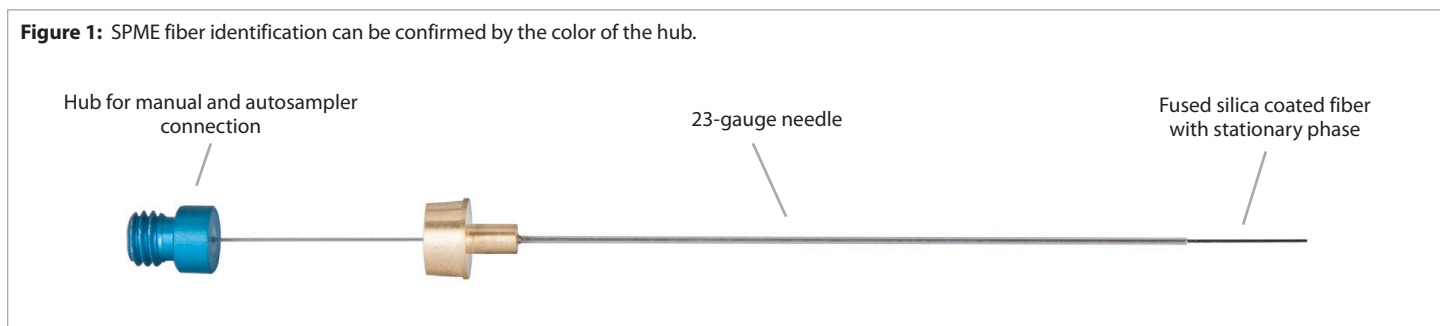 Figure 1: SPME fiber identification can be confirmed by the color of the hub.
Hub for manual and autosampler
connection
23-gauge needle
Fused silica coated fiber
with stationary phase